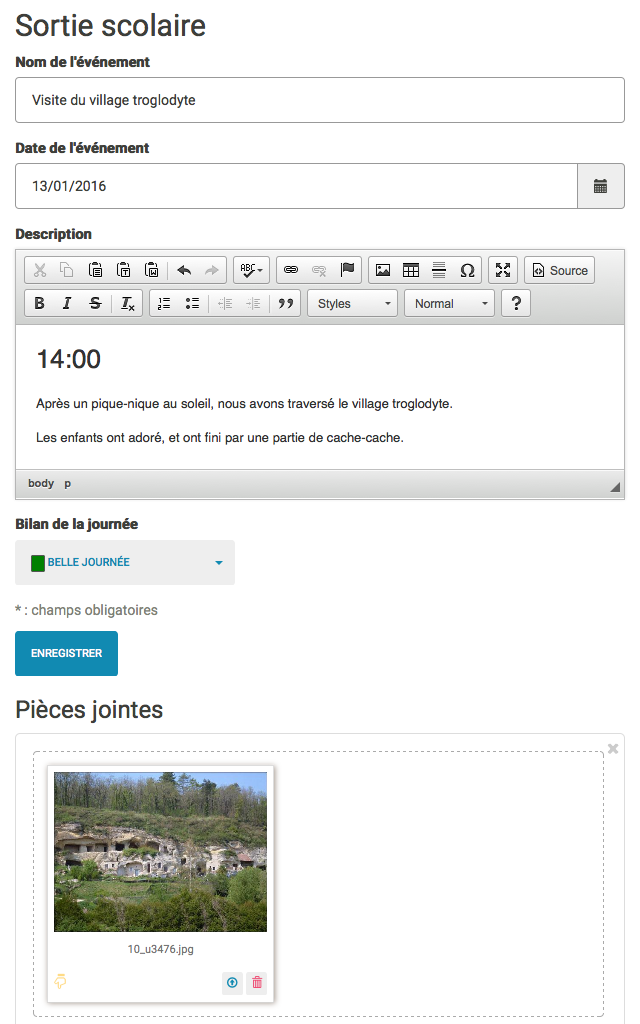 Sortie scolaire
Nom de l'événement
Visite du village troglodyte
Date de l'événement
13/01/2016
Description
ABC
Source
B I S Tx
Styles
Normal
?
14:00
Après un pique-nique au soleil, nous avons traversé le village troglodyte.
Les enfants ont adoré, et ont fini par une partie de cache-cache.
body p
Bilan de la journée
BELLE JOURNÉE
* : champs obligatoires
ENREGISTRER
Pièces jointes
10_u3476.jpg